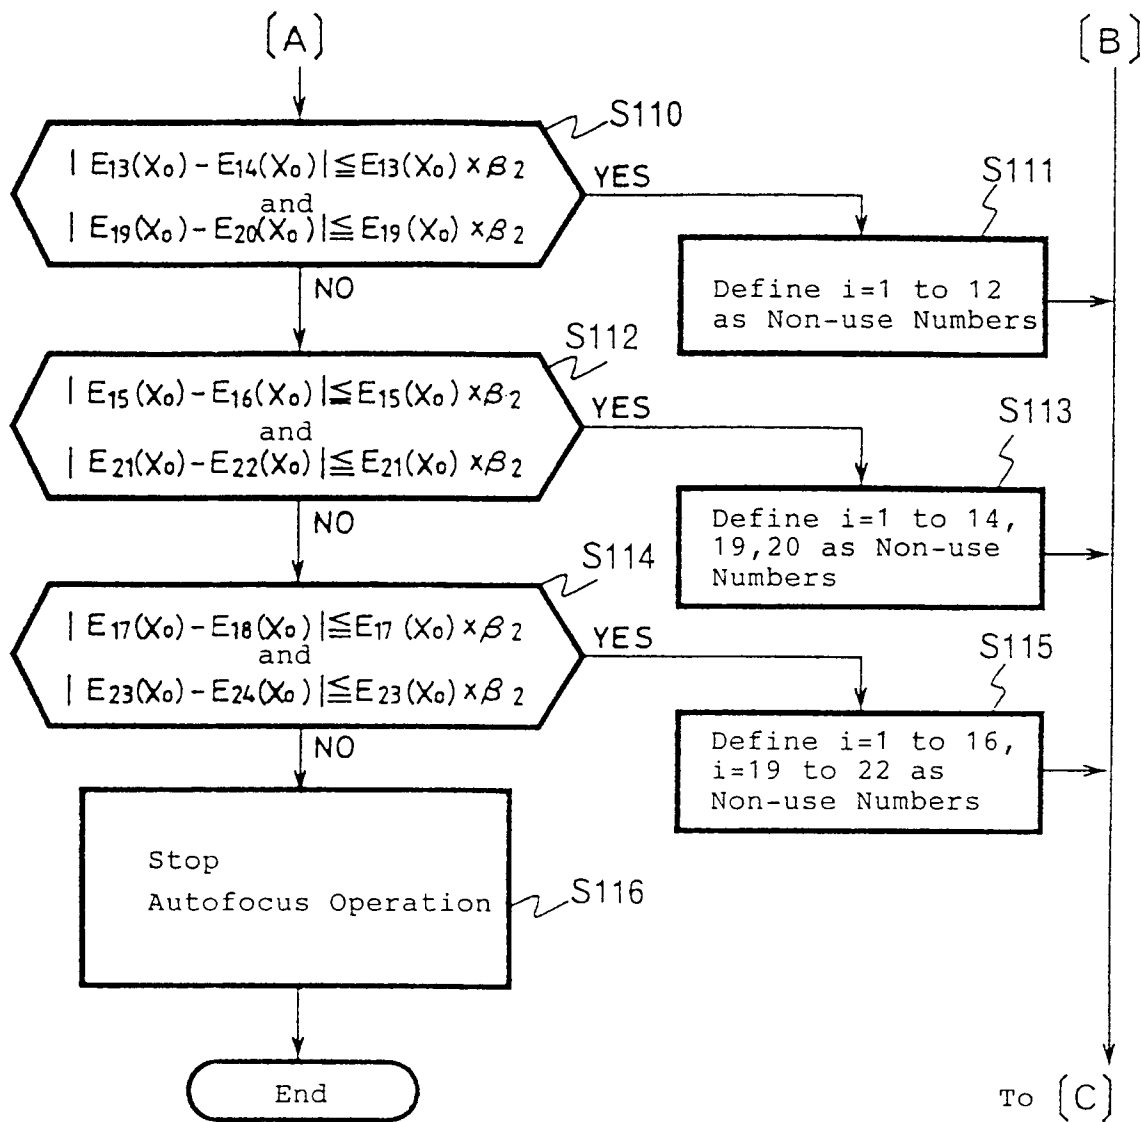 [A]
[B]
S110
| E13(X0) – E14(X0)| ≦ E13(X0) × β2
and
| E19(X0) – E20(X0)| ≦ E19(X0) × β2
YES
S111
Define i=1 to 12
as Non-use Numbers
NO
S112
| E15(X0) – E16(X0)| ≦ E15(X0) × β2
and
| E21(X0) – E22(X0)| ≦ E21(X0) × β2
YES
S113
Define i=1 to 14,
19,20 as Non-use
Numbers
NO
S114
| E17(X0) – E18(X0)| ≦ E17(X0) × β2
and
| E23(X0) – E24(X0)| ≦ E23(X0) × β2
YES
S115
Define i=1 to 16,
i=19 to 22 as
Non-use Numbers
NO
Stop
Autofocus Operation
S116
End
To [C]